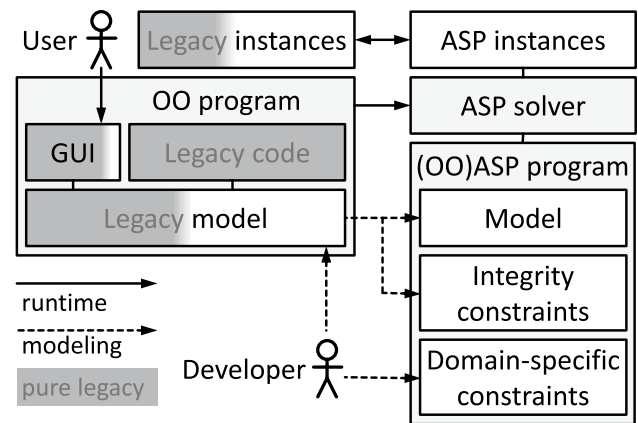 User
Legacy instances
ASP instances
OO program
ASP solver
GUI
Legacy code
(OO)ASP program
Legacy model
Model
Integrity
constraints
runtime
modeling
Developer
Domain-specific
constraints
pure legacy